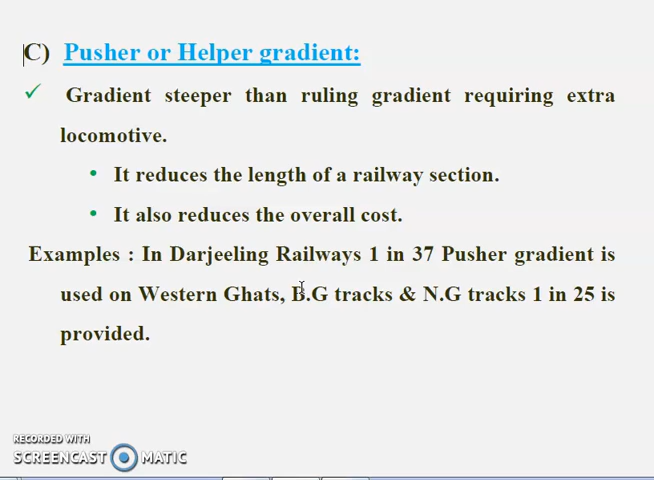 C) Pusher or Helper gradient:
✓ Gradient steeper than ruling gradient requiring extra
locomotive.
• It reduces the length of a railway section.
• It also reduces the overall cost.
Examples : In Darjeeling Railways 1 in 37 Pusher gradient is
used on Western Ghats, B.G tracks & N.G tracks 1 in 25 is
provided.
RECORDED WITH
SCREENCAST MATIC